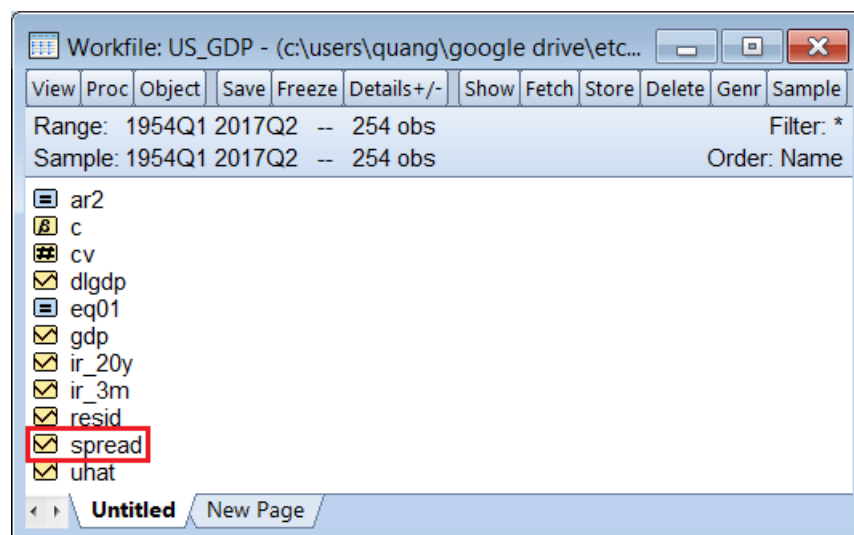 Workfile: US_GDP - (c:\users\quang\google drive\etc...
View Proc Object Save Freeze Details+/- Show Fetch Store Delete Genr Sample
Range: 1954Q1 2017Q2 -- 254 obs Filter: *
Sample: 1954Q1 2017Q2 -- 254 obs Order: Name
ar2
β c
cv
dlgdp
eq01
gdp
ir_20y
ir_3m
resid
spread
uhat
Untitled New Page